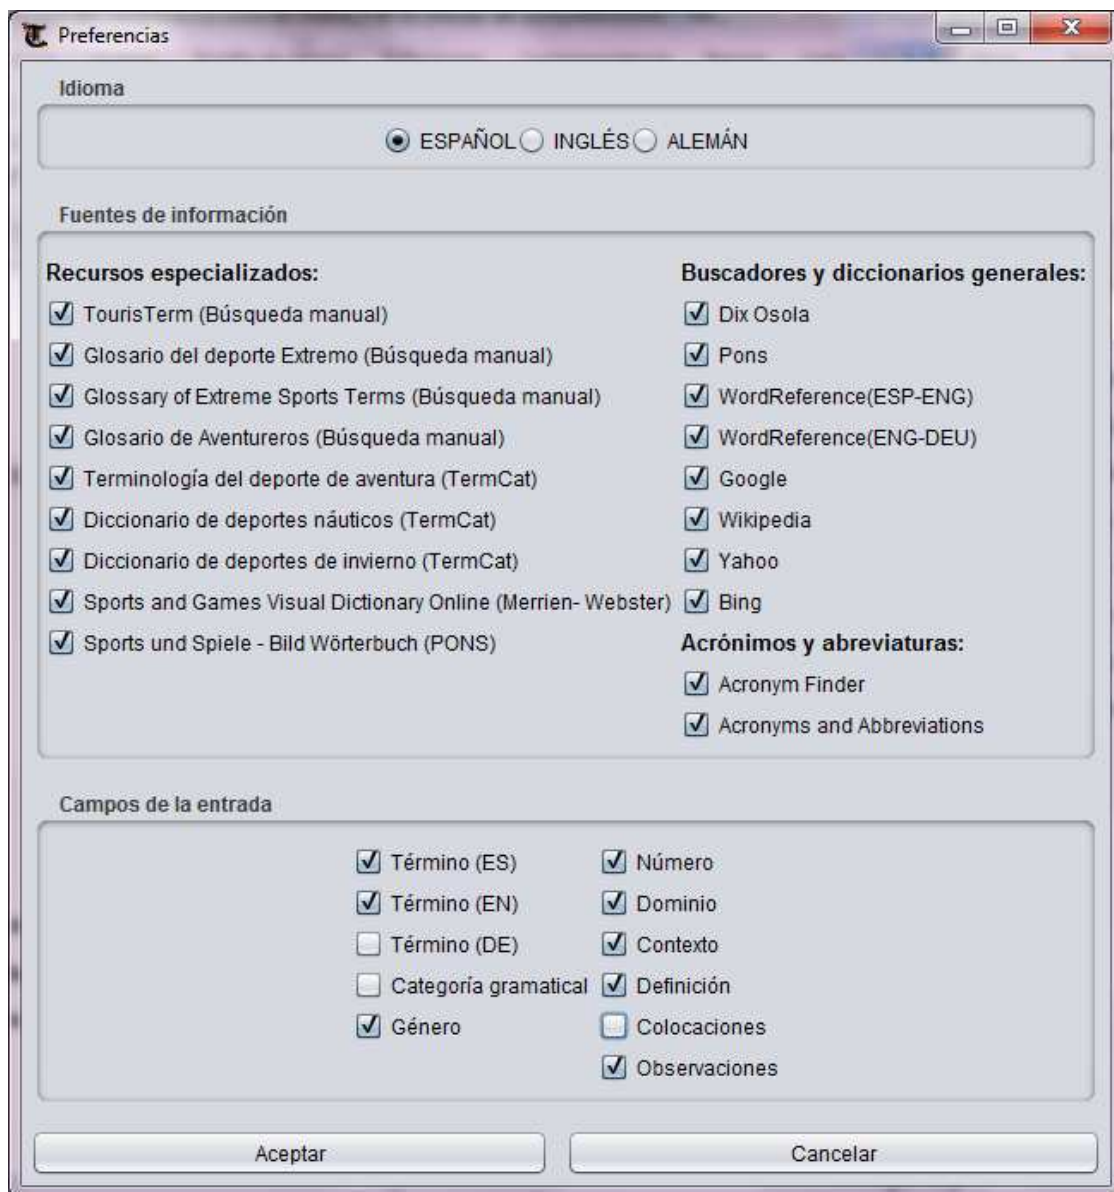 Preferencias
Idioma
ESPAÑOL INGLÉS ALEMÁN
Fuentes de información
Recursos especializados:
TourisTerm (Búsqueda manual)
Glosario del deporte Extremo (Búsqueda manual)
Glossary of Extreme Sports Terms (Búsqueda manual)
Glosario de Aventureros (Búsqueda manual)
Terminología del deporte de aventura (TermCat)
Diccionario de deportes náuticos (TermCat)
Diccionario de deportes de invierno (TermCat)
Sports and Games Visual Dictionary Online (Merrien- Webster)
Sports und Spiele - Bild Wörterbuch (PONS)
Buscadores y diccionarios generales:
Dix Osola
Pons
WordReference(ESP-ENG)
WordReference(ENG-DEU)
Google
Wikipedia
Yahoo
Bing
Acrónimos y abreviaturas:
Acronym Finder
Acronyms and Abbreviations
Campos de la entrada
Término (ES)
Término (EN)
Término (DE)
Categoría gramatical
Género
Número
Dominio
Contexto
Definición
Colocaciones
Observaciones
Aceptar
Cancelar